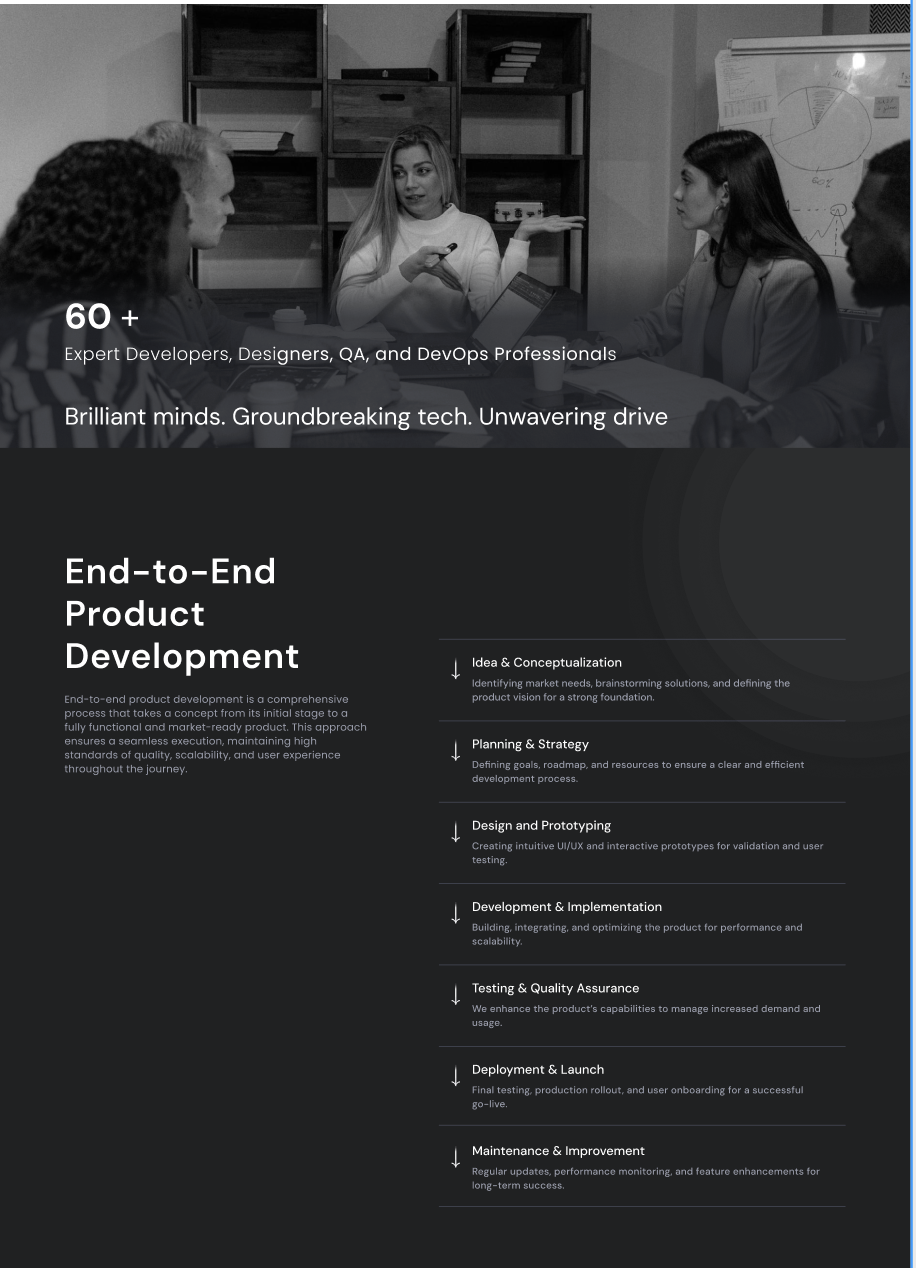 60%
60 +
Expert Developers, Designers, QA, and DevOps Professionals
Brilliant minds. Groundbreaking tech. Unwavering drive
End-to-End
Product
Development
End-to-end product development is a comprehensive
process that takes a concept from its initial stage to a
fully functional and market-ready product. This approach
ensures a seamless execution, maintaining high
standards of quality, scalability, and user experience
throughout the journey.
Idea & Conceptualization
Identifying market needs, brainstorming solutions, and defining the
product vision for a strong foundation.
Planning & Strategy
Defining goals, roadmap, and resources to ensure a clear and efficient
development process.
Design and Prototyping
Creating intuitive UI/UX and interactive prototypes for validation and user
testing.
Development & Implementation
Building, integrating, and optimizing the product for performance and
scalability.
Testing & Quality Assurance
We enhance the product's capabilities to manage increased demand and
usage.
Deployment & Launch
Final testing, production rollout, and user onboarding for a successful
go-live.
Maintenance & Improvement
Regular updates, performance monitoring, and feature enhancements for
long-term success.